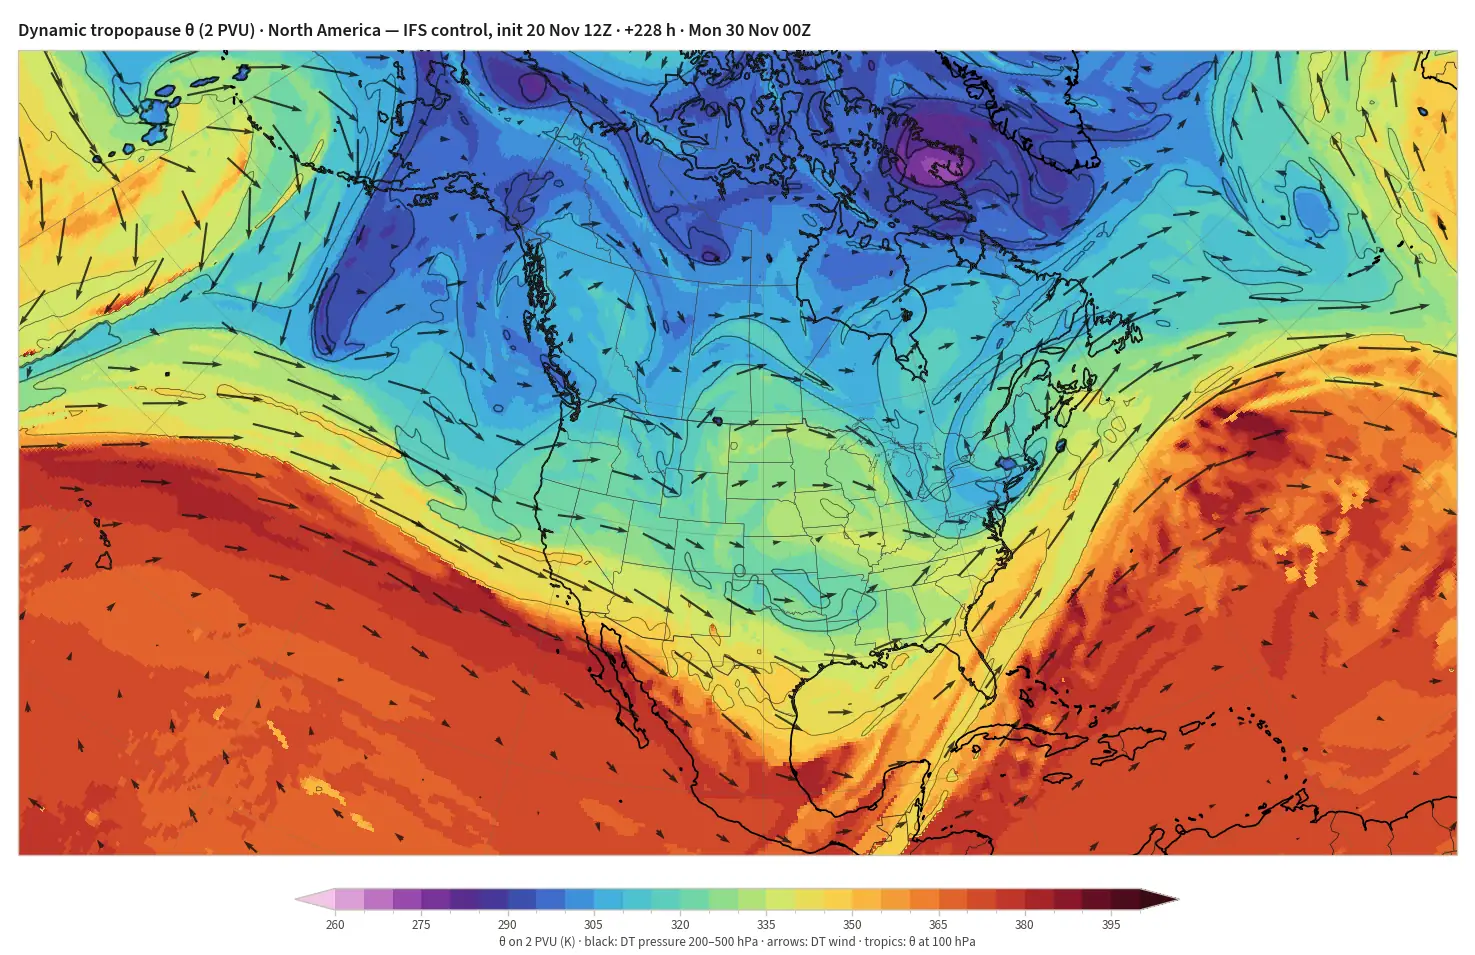 Dynamic tropopause θ (2 PVU) · North America — IFS control, init 20 Nov 12Z · +228 h · Mon 30 Nov 00Z
260 275 290 305 320 335 350 365 380 395
θ on 2 PVU (K) · black: DT pressure 200–500 hPa · arrows: DT wind · tropics: θ at 100 hPa